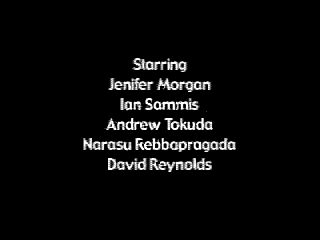 Starring
Jenifer Morgan
Ian Sammis
Andrew Tokuda
Narasu Rebbapragada
David Reynolds